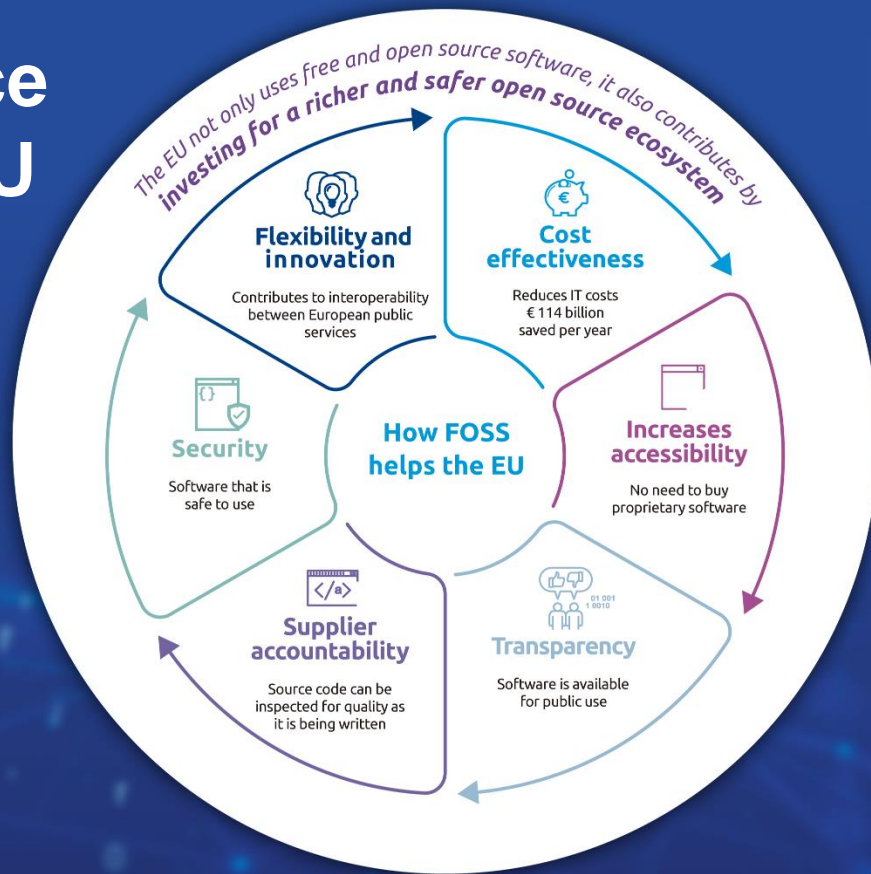 ce
U
The EU not only uses free and open source software, it also contributes by
investing for a richer and safer open source ecosystem
Flexibility and
innovation
Contributes to interoperability
between European public
services
Cost
effectiveness
Reduces IT costs
€ 114 billion
saved per year
Increases
accessibility
No need to buy
proprietary software
Transparency
Software is available
for public use
01 001
1 0010
Supplier
accountability
Source code can be
inspected for quality as
it is being written
</a>
Security
Software that is
safe to use
{}
How FOSS
helps the EU
€